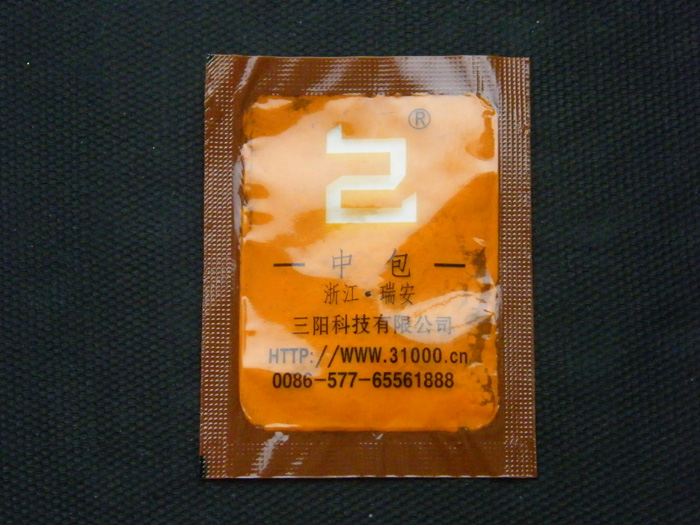 ®
— 中 包 —
浙江·瑞安
三阳科技有限公司
HTTP://WWW.31000.cn
0086-577-65561888